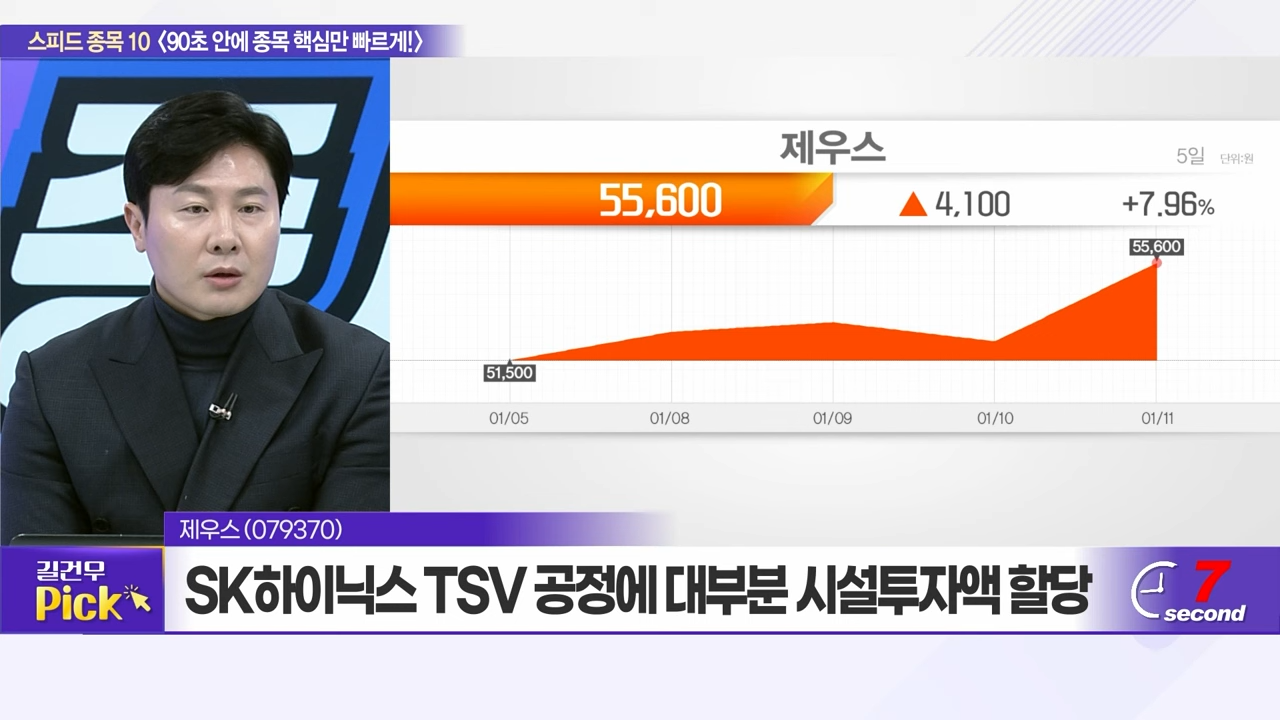 스피드 종목 10 〈90초 안에 종목 핵심만 빠르게!〉
제우스
5일 단위:원
55,600 ▲ 4,100 +7.96%
55,600
51,500
01/05 01/08 01/09 01/10 01/11
제우스(079370)
길건무
Pick
SK하이닉스 TSV 공정에 대부분 시설투자액 할당
7
second